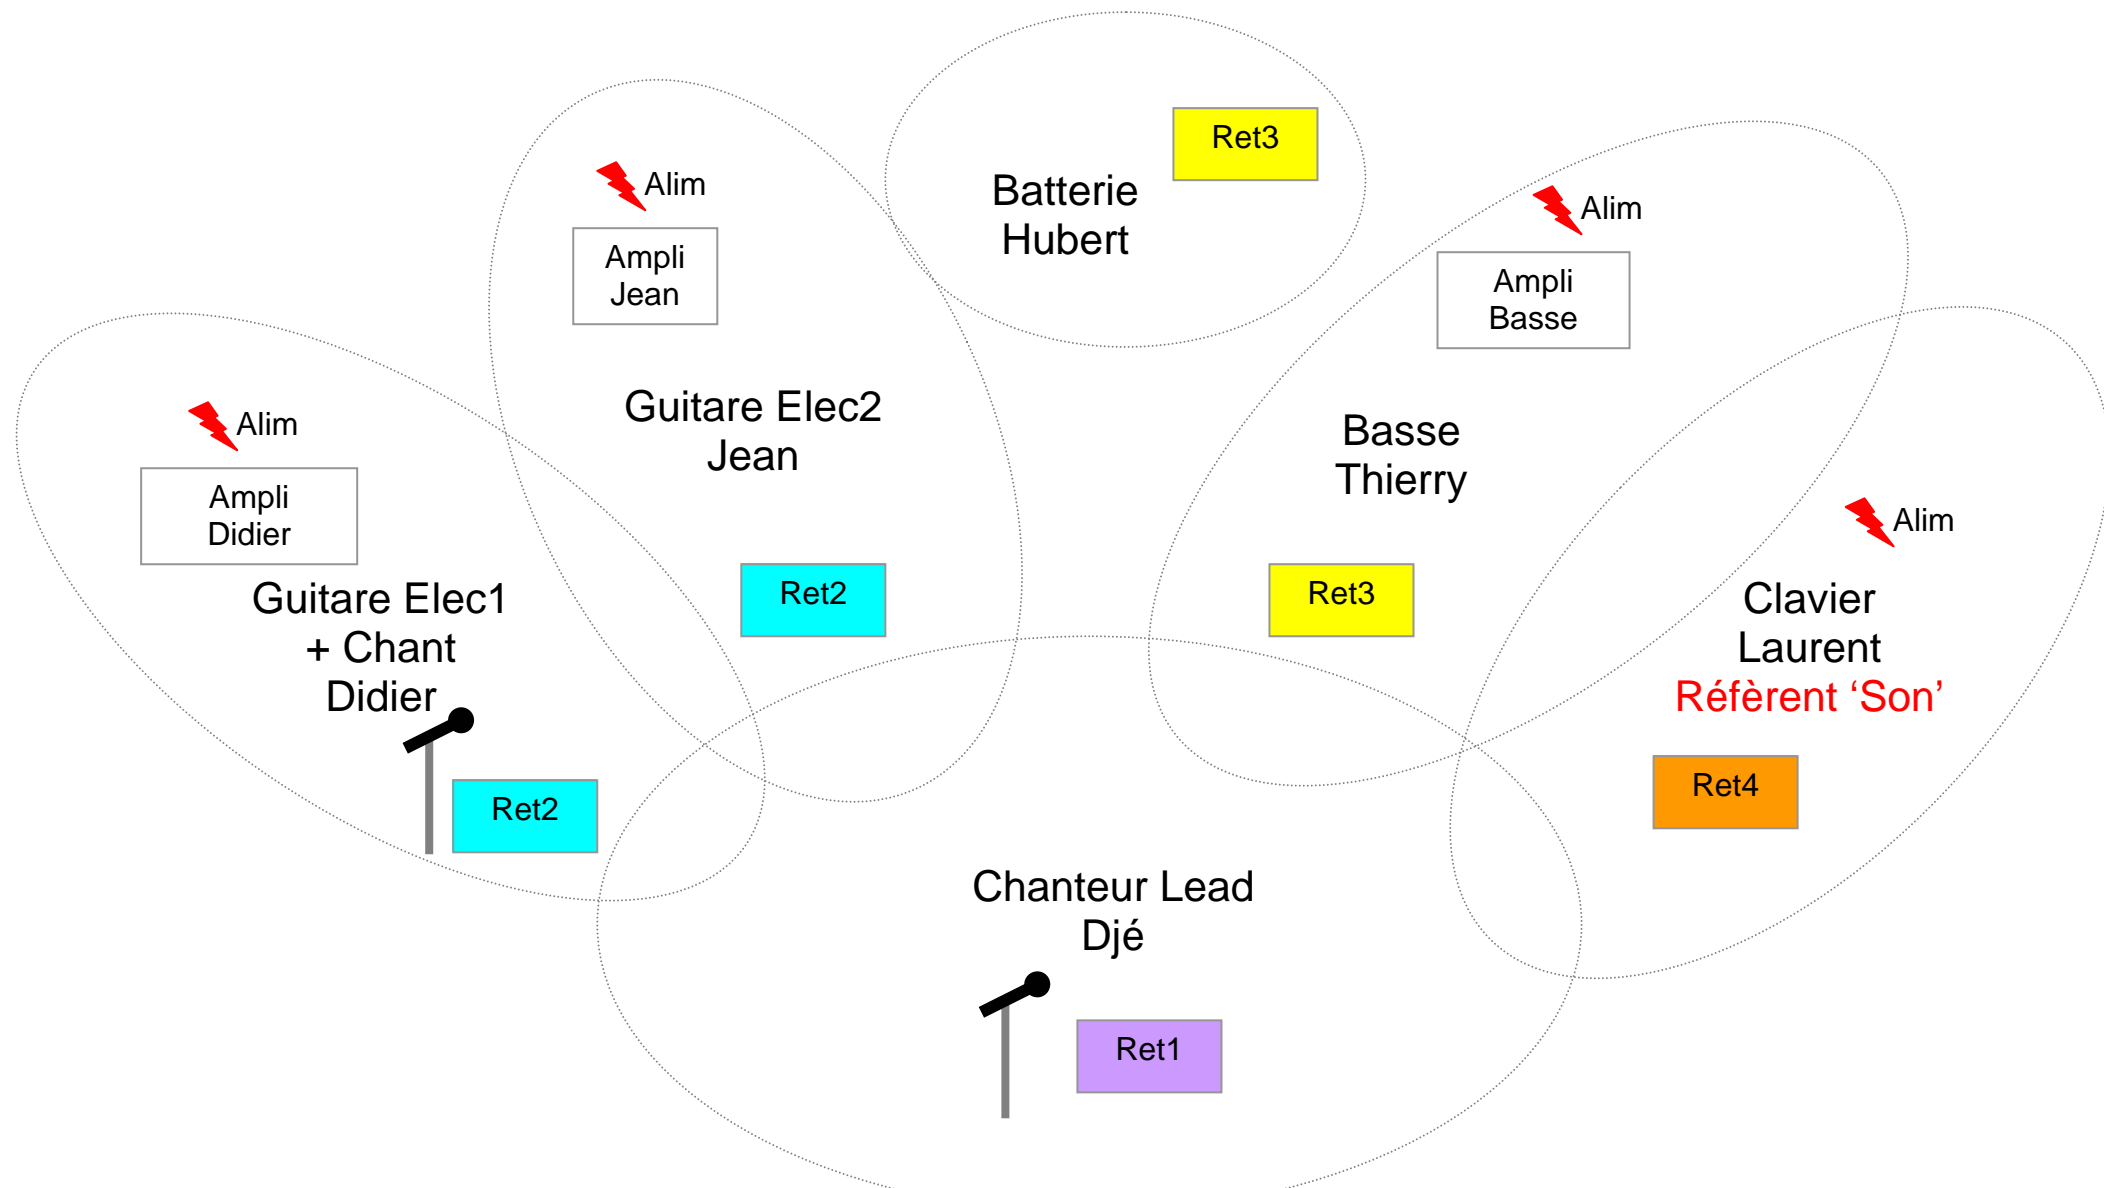 Ret3
Batterie
Hubert
Alim
Ampli
Jean
Guitare Elec2
Jean
Ret2
Alim
Ampli
Basse
Basse
Thierry
Ret3
Alim
Ampli
Didier
Guitare Elec1
+ Chant
Didier
Ret2
Alim
Clavier
Laurent
Réfèrent ‘Son’
Ret4
Chanteur Lead
Djé
Ret1